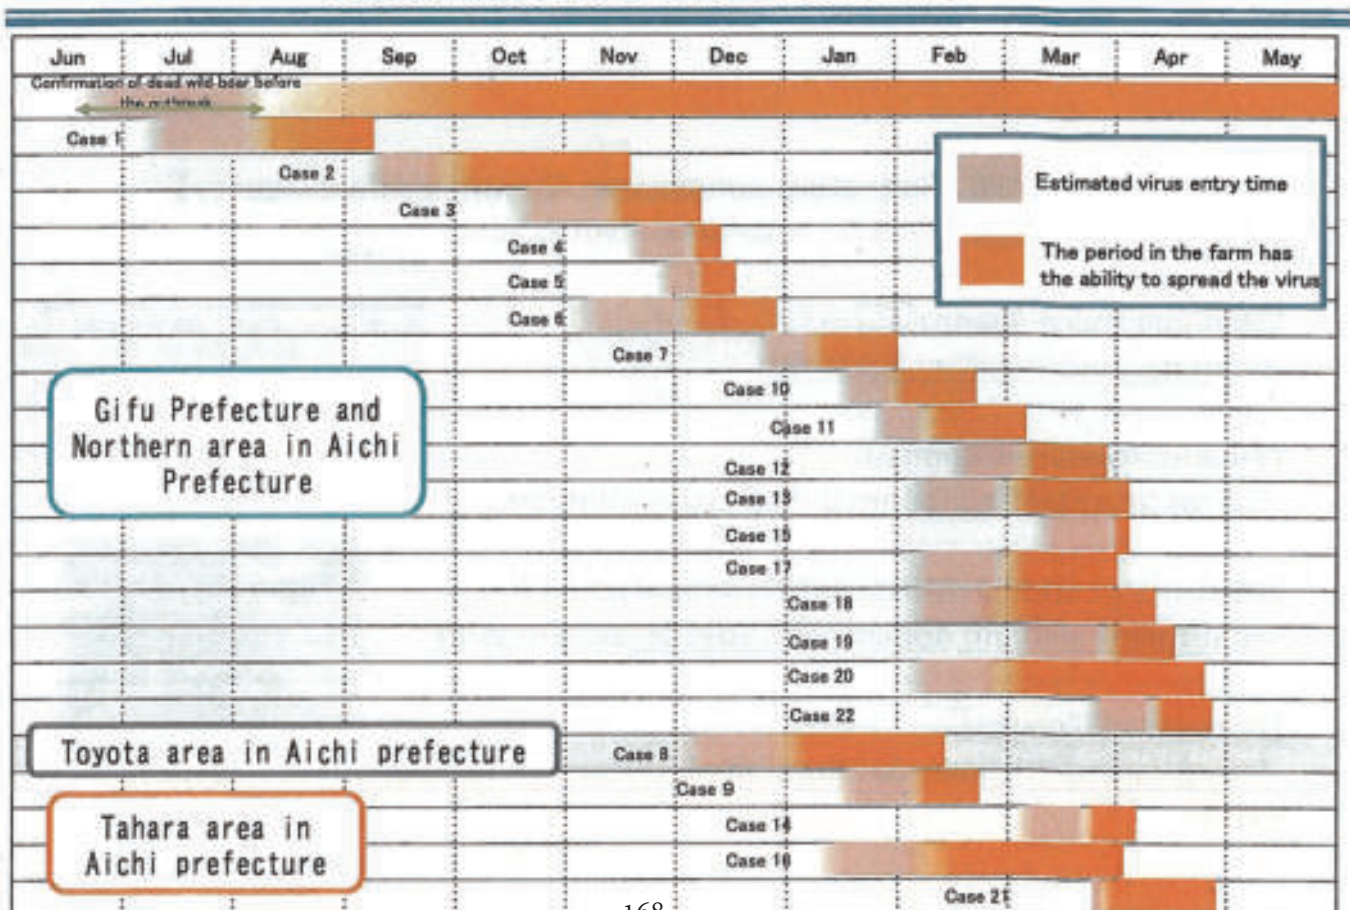 Jun Jul Aug Sep Oct Nov Dec Jan Feb Mar Apr May
Confirmation of dead wild boar before
the outbreak
Case 1
Case 2
Case 3
Case 4
Case 5
Case 6
Case 7
Case 10
Case 11
Case 12
Case 13
Case 15
Case 17
Case 18
Case 19
Case 20
Case 22
Case 8
Case 9
Case 14
Case 16
Case 21
Estimated virus entry time
The period in the farm has
the ability to spread the virus
Gifu Prefecture and
Northern area in Aichi
Prefecture
Toyota area in Aichi prefecture
Tahara area in
Aichi prefecture
168